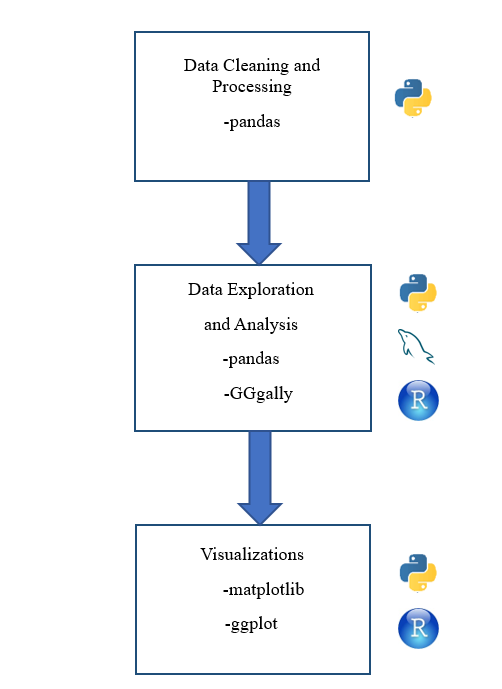 Data Cleaning and
Processing
-pandas
Data Exploration
and Analysis
-pandas
-GGgally
R
Visualizations
-matplotlib
-ggplot
R